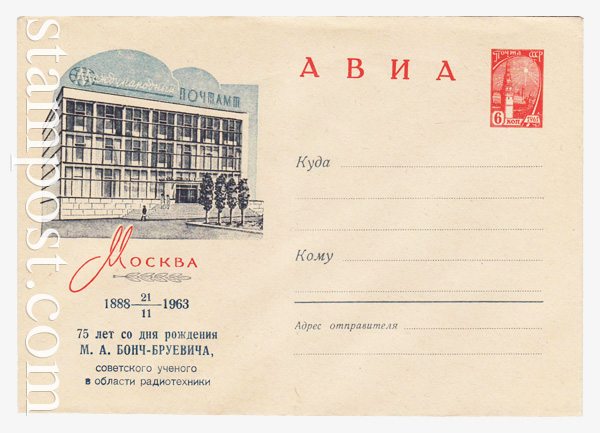 stampost.com
Международный
ПОЧТАМТ
Москва
1888 21/11 1963
75 лет со дня рождения
М. А. БОНЧ-БРУЕВИЧА,
советского ученого
в области радиотехники
АВИА
ПОЧТА СССР
6 КОП 1961
Куда
Кому
Адрес отправителя